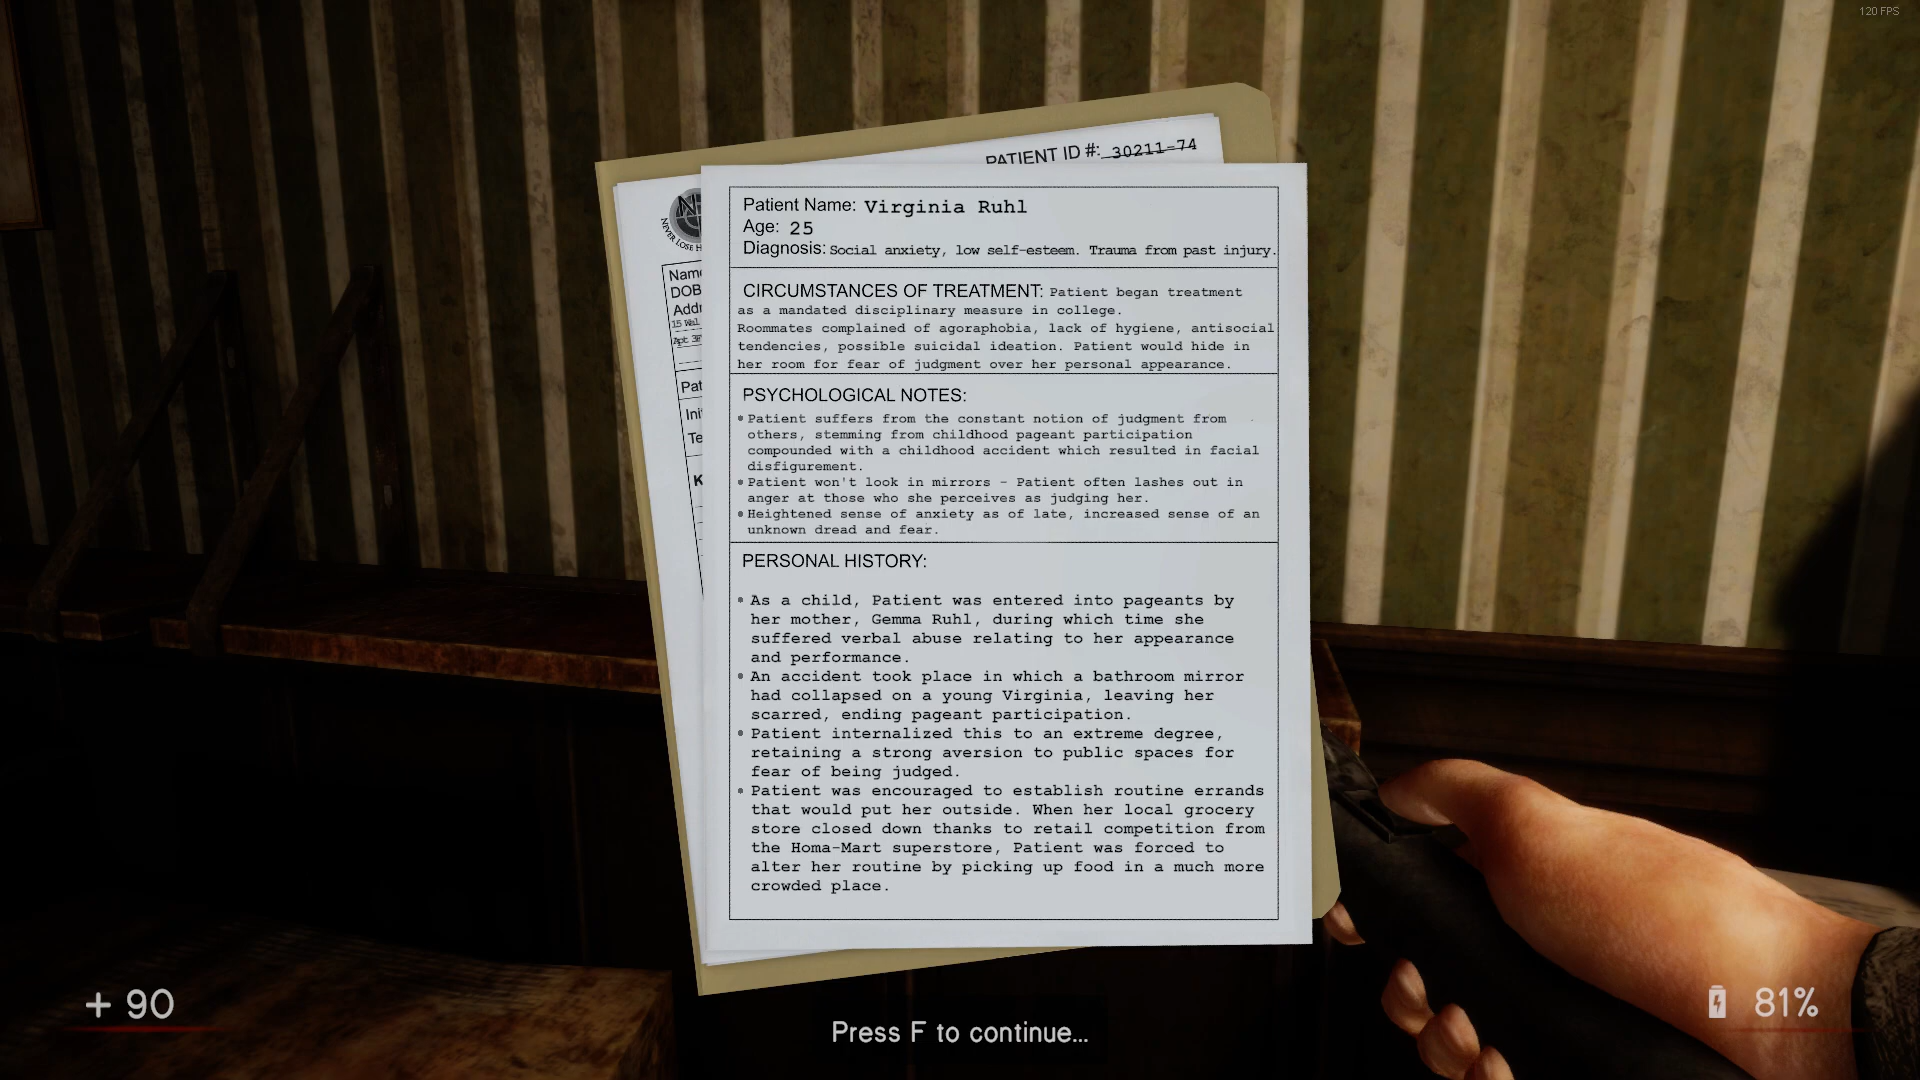 120 FPS
PATIENT ID #: 30211-74
NEVER LOSE H
Name
DOB
Addr
Apt
Pat
Init
Te
K
Patient Name: Virginia Ruhl
Age: 25
Diagnosis: Social anxiety, low self-esteem. Trauma from past injury.
CIRCUMSTANCES OF TREATMENT: Patient began treatment
as a mandated disciplinary measure in college.
Roommates complained of agoraphobia, lack of hygiene, antisocial
tendencies, possible suicidal ideation. Patient would hide in
her room for fear of judgment over her personal appearance.
PSYCHOLOGICAL NOTES:
• Patient suffers from the constant notion of judgment from
others, stemming from childhood pageant participation
compounded with a childhood accident which resulted in facial
disfigurement.
• Patient won't look in mirrors - Patient often lashes out in
anger at those who she perceives as judging her.
• Heightened sense of anxiety as of late, increased sense of an
unknown dread and fear.
PERSONAL HISTORY:
• As a child, Patient was entered into pageants by
her mother, Gemma Ruhl, during which time she
suffered verbal abuse relating to her appearance
and performance.
• An accident took place in which a bathroom mirror
had collapsed on a young Virginia, leaving her
scarred, ending pageant participation.
• Patient internalized this to an extreme degree,
retaining a strong aversion to public spaces for
fear of being judged.
• Patient was encouraged to establish routine errands
that would put her outside. When her local grocery
store closed down thanks to retail competition from
the Homa-Mart superstore, Patient was forced to
alter her routine by picking up food in a much more
crowded place.
+ 90
81%
Press F to continue...